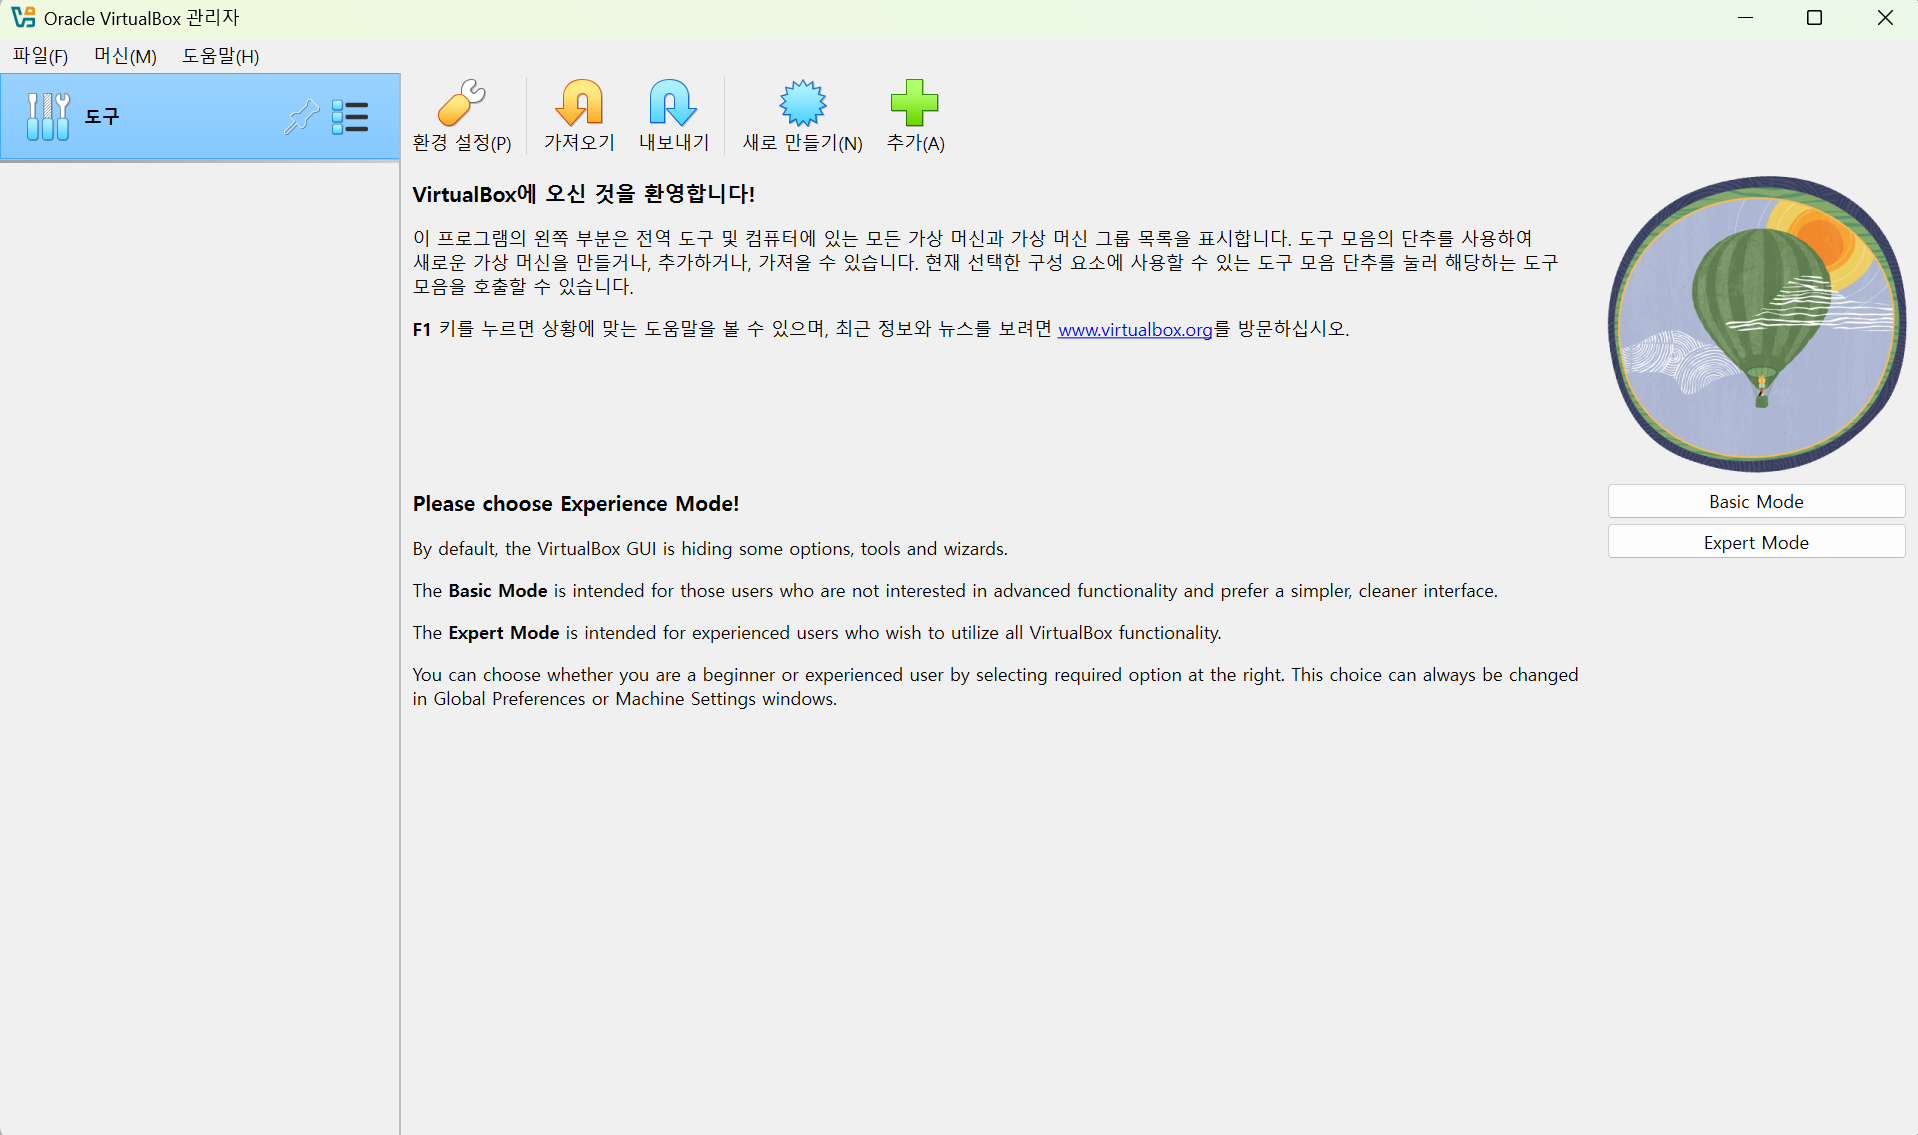 Oracle VirtualBox 관리자
파일(F) 머신(M) 도움말(H)
도구
환경 설정(P) 가져오기 내보내기 새로 만들기(N) 추가(A)
VirtualBox에 오신 것을 환영합니다!
이 프로그램의 왼쪽 부분은 전역 도구 및 컴퓨터에 있는 모든 가상 머신과 가상 머신 그룹 목록을 표시합니다. 도구 모음의 단추를 사용하여
새로운 가상 머신을 만들거나, 추가하거나, 가져올 수 있습니다. 현재 선택한 구성 요소에 사용할 수 있는 도구 모음 단추를 눌러 해당하는 도구
모음을 호출할 수 있습니다.
F1 키를 누르면 상황에 맞는 도움말을 볼 수 있으며, 최근 정보와 뉴스를 보려면 www.virtualbox.org를 방문하십시오.
Please choose Experience Mode!
By default, the VirtualBox GUI is hiding some options, tools and wizards.
The Basic Mode is intended for those users who are not interested in advanced functionality and prefer a simpler, cleaner interface.
The Expert Mode is intended for experienced users who wish to utilize all VirtualBox functionality.
You can choose whether you are a beginner or experienced user by selecting required option at the right. This choice can always be changed
in Global Preferences or Machine Settings windows.
Basic Mode
Expert Mode